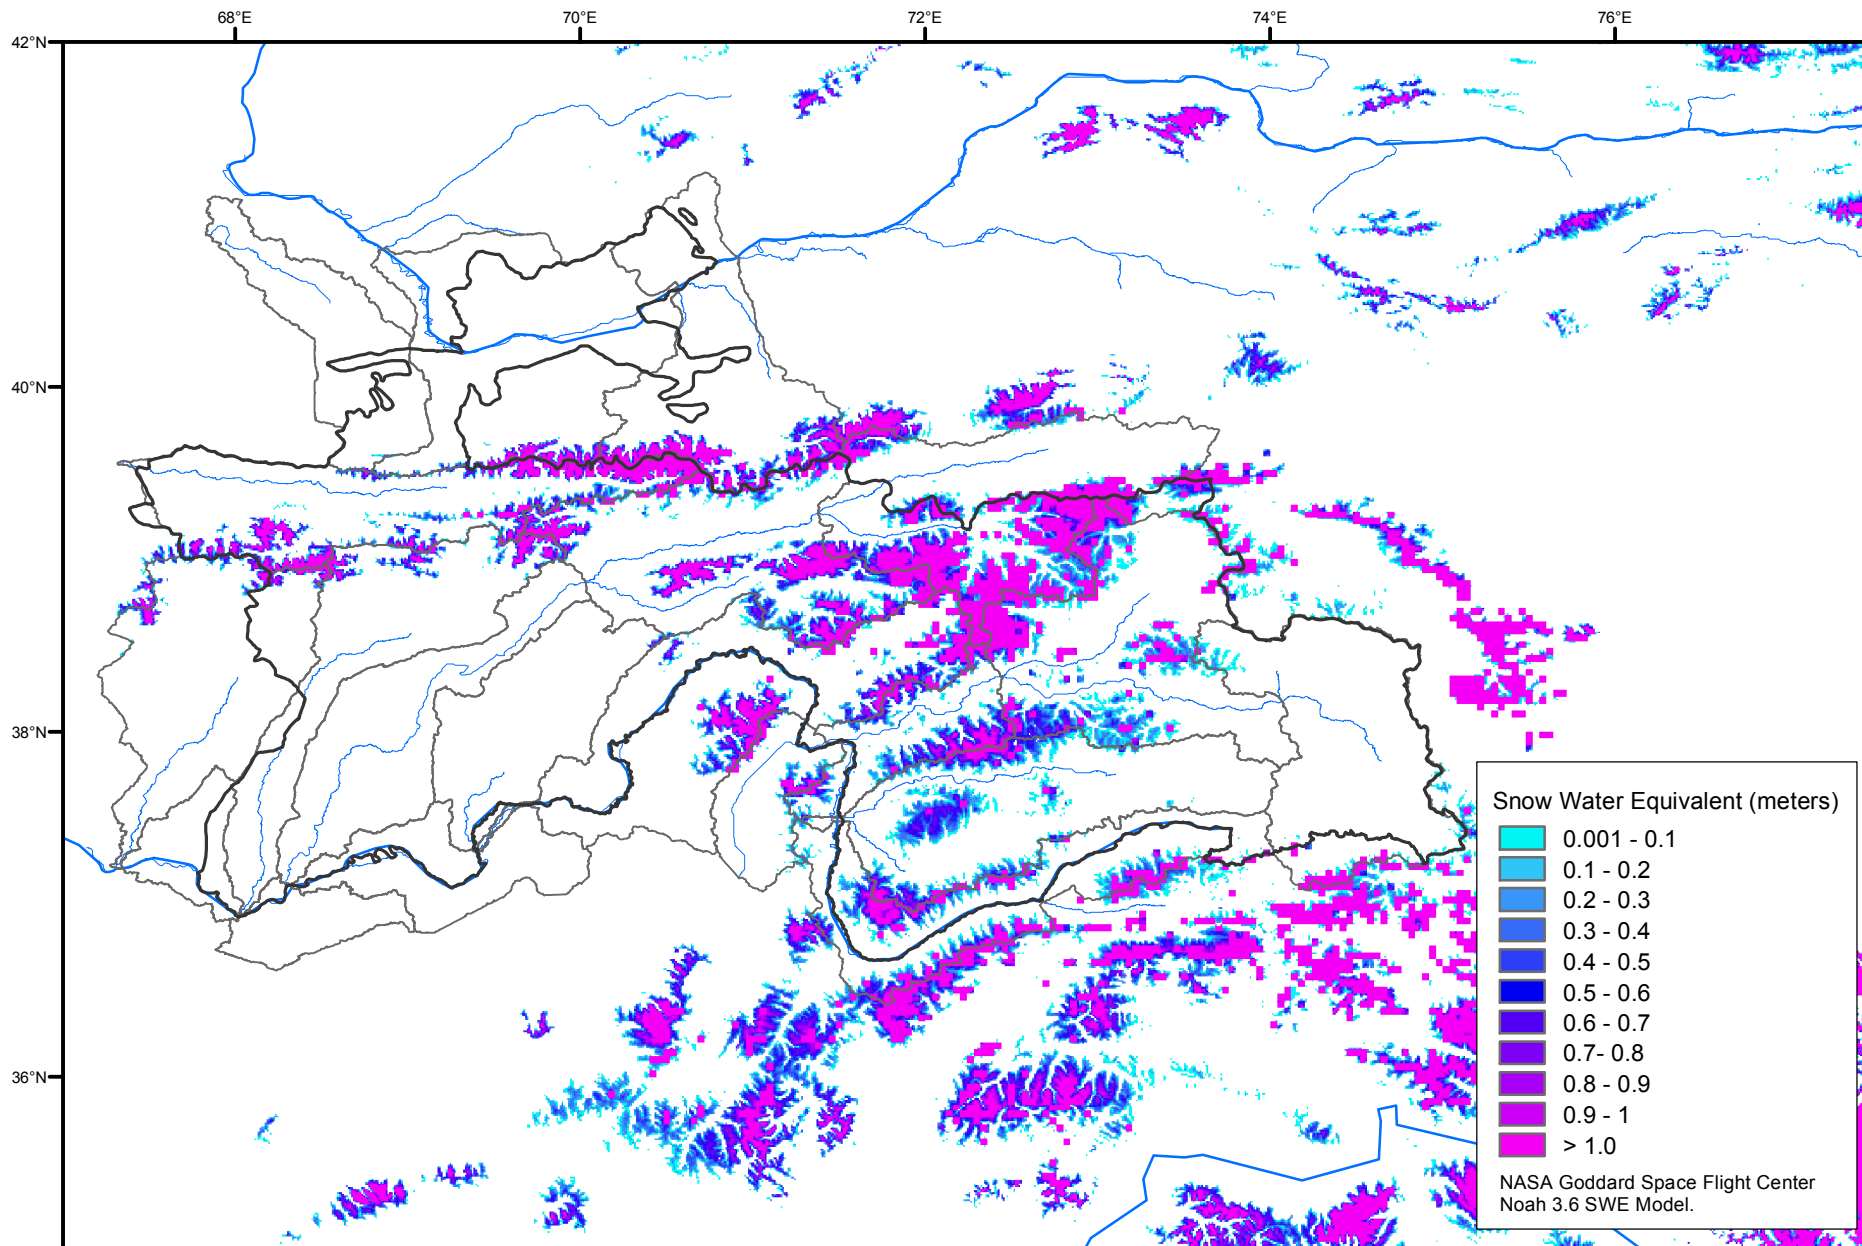 68°E
70°E
72°E
74°E
76°E
42°N
40°N
38°N
36°N
Snow Water Equivalent (meters)
0.001 - 0.1
0.1 - 0.2
0.2 - 0.3
0.3 - 0.4
0.4 - 0.5
0.5 - 0.6
0.6 - 0.7
0.7- 0.8
0.8 - 0.9
0.9 - 1
> 1.0
NASA Goddard Space Flight Center
Noah 3.6 SWE Model.